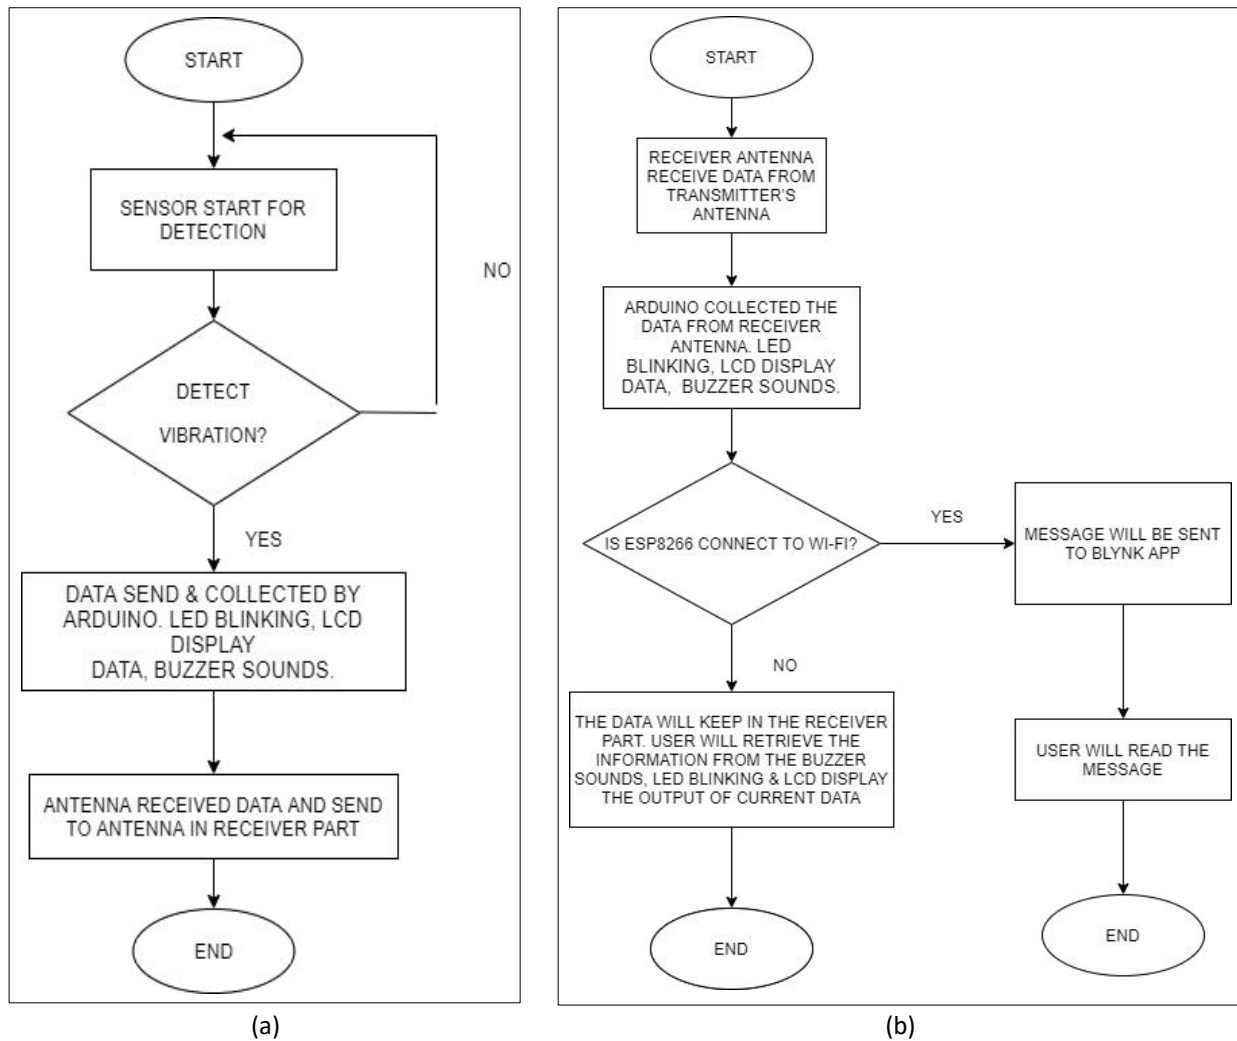 START
SENSOR START FOR
DETECTION
NO
DETECT
VIBRATION?
YES
DATA SEND & COLLECTED BY
ARDUINO. LED BLINKING, LCD
DISPLAY
DATA, BUZZER SOUNDS.
ANTENNA RECEIVED DATA AND SEND
TO ANTENNA IN RECEIVER PART
END
(a)
START
RECEIVER ANTENNA
RECEIVE DATA FROM
TRANSMITTER'S
ANTENNA
ARDUINO COLLECTED THE
DATA FROM RECEIVER
ANTENNA. LED
BLINKING, LCD DISPLAY
DATA, BUZZER SOUNDS.
IS ESP8266 CONNECT TO WI-FI?
YES
MESSAGE WILL BE SENT
TO BLYNK APP
NO
THE DATA WILL KEEP IN THE RECEIVER
PART. USER WILL RETRIEVE THE
INFORMATION FROM THE BUZZER
SOUNDS, LED BLINKING & LCD DISPLAY
THE OUTPUT OF CURRENT DATA
USER WILL READ THE
MESSAGE
END
END
(b)